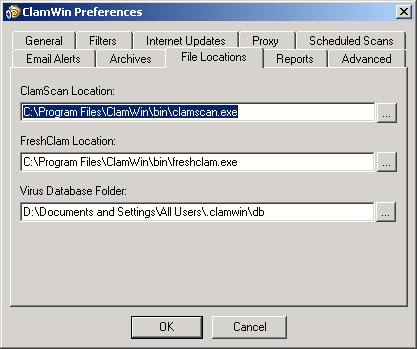 ClamWin Preferences
General Filters Internet Updates Proxy Scheduled Scans
Email Alerts Archives File Locations Reports Advanced
ClamScan Location:
C:\Program Files\ClamWin\bin\clamscan.exe ...
FreshClam Location:
C:\Program Files\ClamWin\bin\freshclam.exe ...
Virus Database Folder:
D:\Documents and Settings\All Users\.clamwin\db ...
OK Cancel